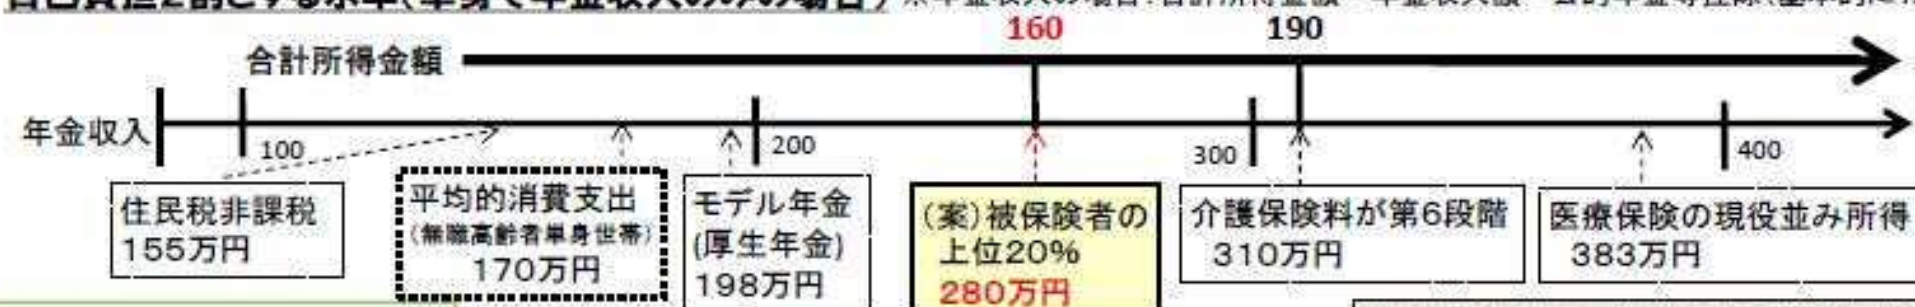 160
190
合計所得金額
年金収入
100
200
300
400
住民税非課税
155万円
平均的消費支出
(無職高齢者単身世帯)
170万円
モデル年金
(厚生年金)
198万円
(案)被保険者の
上位20%
280万円
介護保険料が第6段階
310万円
医療保険の現役並み所得
383万円